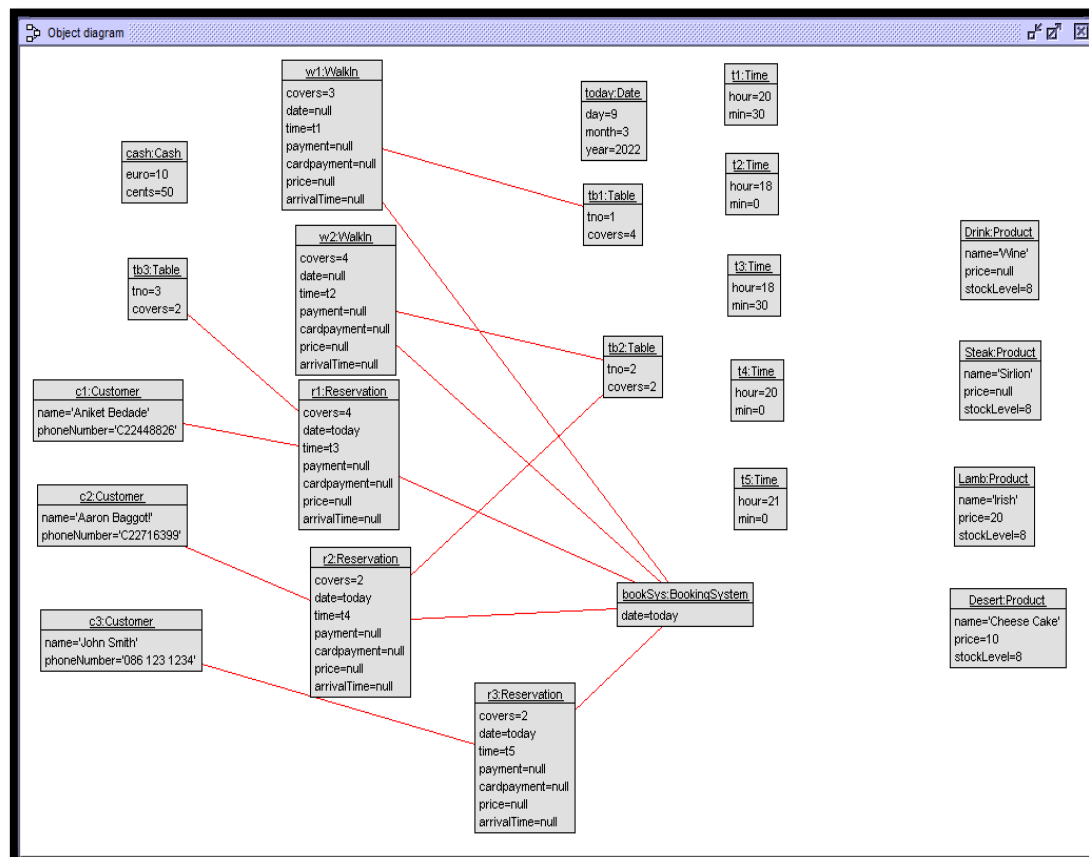 Object diagram
w1:WalkIn
covers=3
date=null
time=t1
payment=null
cardpayment=null
price=null
arrivalTime=null
today:Date
day=9
month=3
year=2022
t1:Time
hour=20
min=30
cash:Cash
euro=10
cents=50
t2:Time
hour=18
min=0
tb1:Table
tno=1
covers=4
w2:WalkIn
covers=4
date=null
time=t2
payment=null
cardpayment=null
price=null
arrivalTime=null
Drink:Product
name='Wine'
price=null
stockLevel=8
tb3:Table
tno=3
covers=2
t3:Time
hour=18
min=30
tb2:Table
tno=2
covers=2
Steak:Product
name='Sirlion'
price=null
stockLevel=8
t4:Time
hour=20
min=0
c1:Customer
name='Aniket Bedade'
phoneNumber='C22448826'
r1:Reservation
covers=4
date=today
time=t3
payment=null
cardpayment=null
price=null
arrivalTime=null
t5:Time
hour=21
min=0
Lamb:Product
name='Irish'
price=20
stockLevel=8
c2:Customer
name='Aaron Baggot!'
phoneNumber='C22716399'
r2:Reservation
covers=2
date=today
time=t4
payment=null
cardpayment=null
price=null
arrivalTime=null
bookSys:BookingSystem
date=today
Desert:Product
name='Cheese Cake'
price=10
stockLevel=8
c3:Customer
name='John Smith'
phoneNumber='086 123 1234'
r3:Reservation
covers=2
date=today
time=t5
payment=null
cardpayment=null
price=null
arrivalTime=null